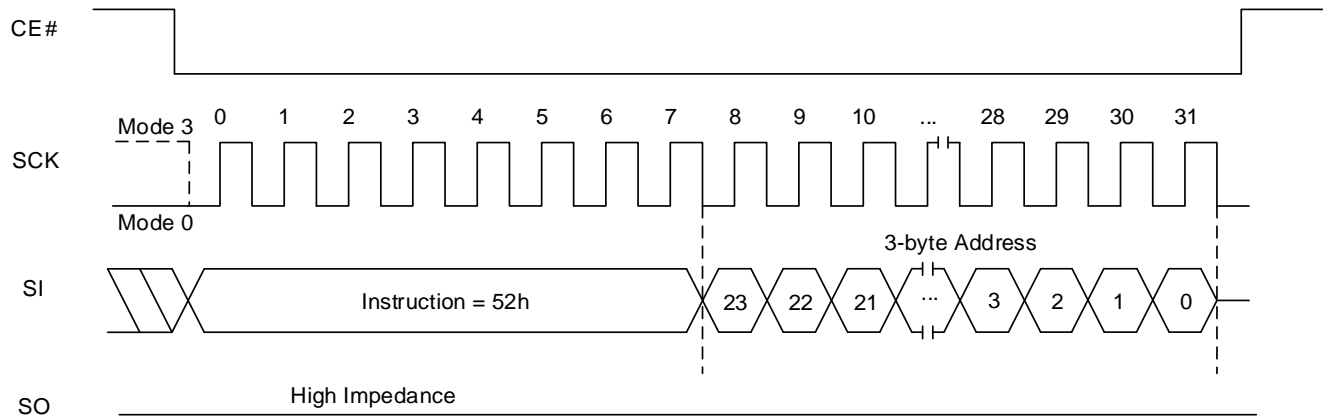 CE#
0 1 2 3 4 5 6 7 8 9 10 ... 28 29 30 31
Mode 3
SCK
Mode 0
3-byte Address
SI
Instruction = 52h 23 22 21 ... 3 2 1 0
High Impedance
SO